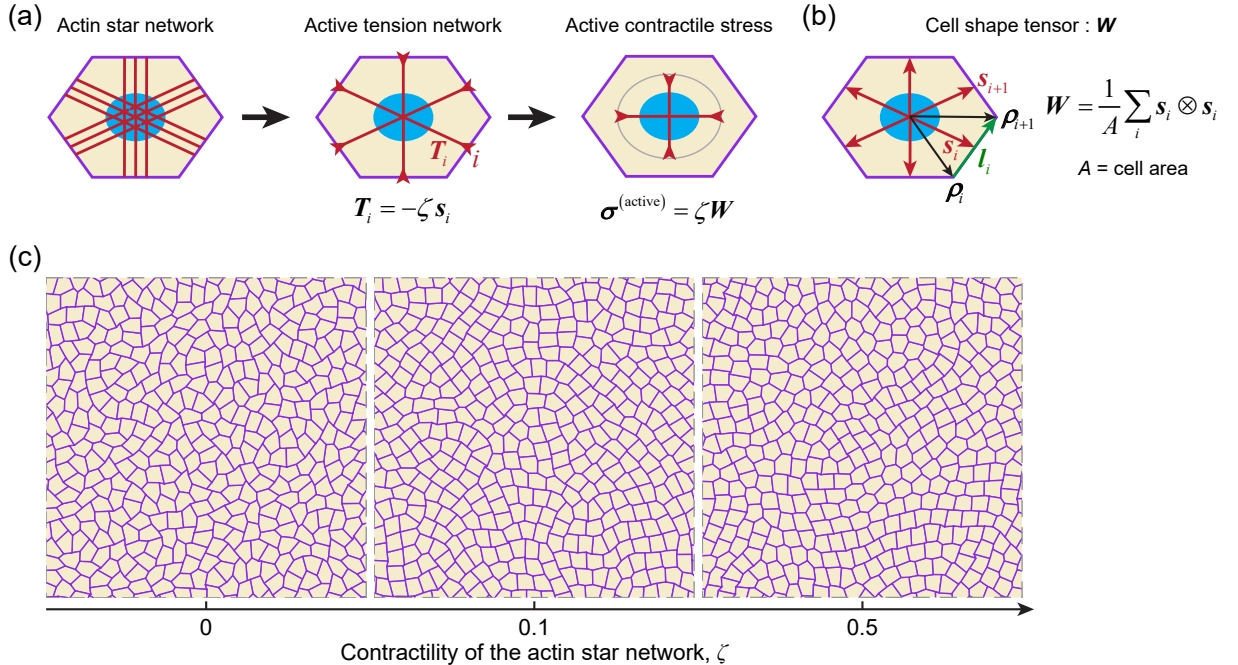 (a)
Actin star network
Active tension network
Active contractile stress
T_i
i
T_i = −ζ s_i
σ^(active) = ζW
(b)
Cell shape tensor : W
s_{i+1}
ρ_{i+1}
s_i
l_i
ρ_i
W = 1/A ∑_i s_i ⊗ s_i
A = cell area
(c)
0
0.1
0.5
Contractility of the actin star network, ζ